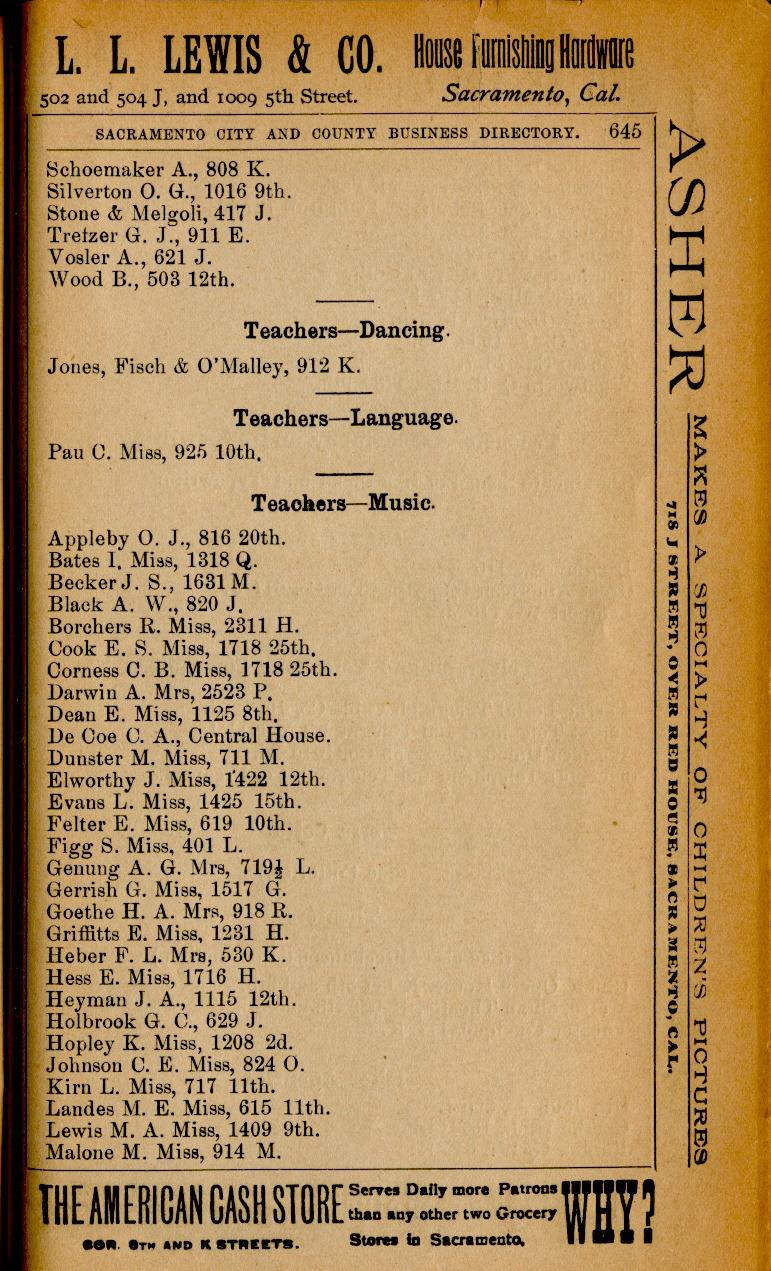 L. L. LEWIS & CO. House Furnishing Hardware
502 and 504 J, and 1009 5th Street. Sacramento, Cal.
SACRAMENTO CITY AND COUNTY BUSINESS DIRECTORY. 645
Schoemaker A., 808 K.
Silverton O. G., 1016 9th.
Stone & Melgoli, 417 J.
Tretzer G. J., 911 E.
Vosler A., 621 J.
Wood B., 503 12th.
Teachers—Dancing.
Jones, Fisch & O'Malley, 912 K.
Teachers—Language.
Pau C. Miss, 925 10th.
Teachers—Music.
Appleby O. J., 816 20th.
Bates I. Miss, 1318 Q.
Becker J. S., 1631 M.
Black A. W., 820 J.
Borchers R. Miss, 2311 H.
Cook E. S. Miss, 1718 25th.
Corness C. B. Miss, 1718 25th.
Darwin A. Mrs, 2523 P.
Dean E. Miss, 1125 8th.
De Coe C. A., Central House.
Dunster M. Miss, 711 M.
Elworthy J. Miss, 1422 12th.
Evans L. Miss, 1425 15th.
Felter E. Miss, 619 10th.
Figg S. Miss, 401 L.
Genung A. G. Mrs, 719½ L.
Gerrish G. Miss, 1517 G.
Goethe H. A. Mrs, 918 R.
Griffitts E. Miss, 1231 H.
Heber F. L. Mrs, 530 K.
Hess E. Miss, 1716 H.
Heyman J. A., 1115 12th.
Holbrook G. C., 629 J.
Hopley K. Miss, 1208 2d.
Johnson C. E. Miss, 824 O.
Kirn L. Miss, 717 11th.
Landes M. E. Miss, 615 11th.
Lewis M. A. Miss, 1409 9th.
Malone M. Miss, 914 M.
ASHER MAKES A SPECIALTY OF CHILDREN'S PICTURES
718 J STREET, OVER RED HOUSE, SACRAMENTO, CAL.
THE AMERICAN CASH STORE Serves Daily more Patrons
than any other two Grocery WHY?
COR. 8TH AND K STREETS. Stores in Sacramento,